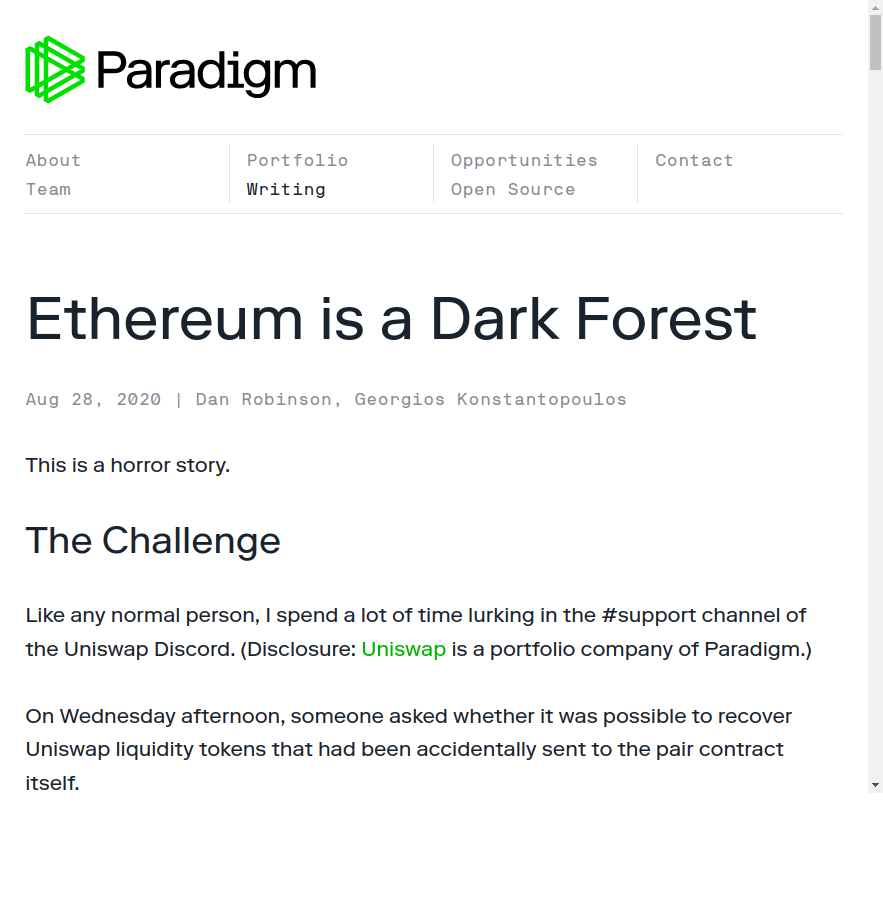 Paradigm
About
Team
Portfolio
Writing
Opportunities
Open Source
Contact
Ethereum is a Dark Forest
Aug 28, 2020 | Dan Robinson, Georgios Konstantopoulos
This is a horror story.
The Challenge
Like any normal person, I spend a lot of time lurking in the #support channel of
the Uniswap Discord. (Disclosure: Uniswap is a portfolio company of Paradigm.)
On Wednesday afternoon, someone asked whether it was possible to recover
Uniswap liquidity tokens that had been accidentally sent to the pair contract
itself.